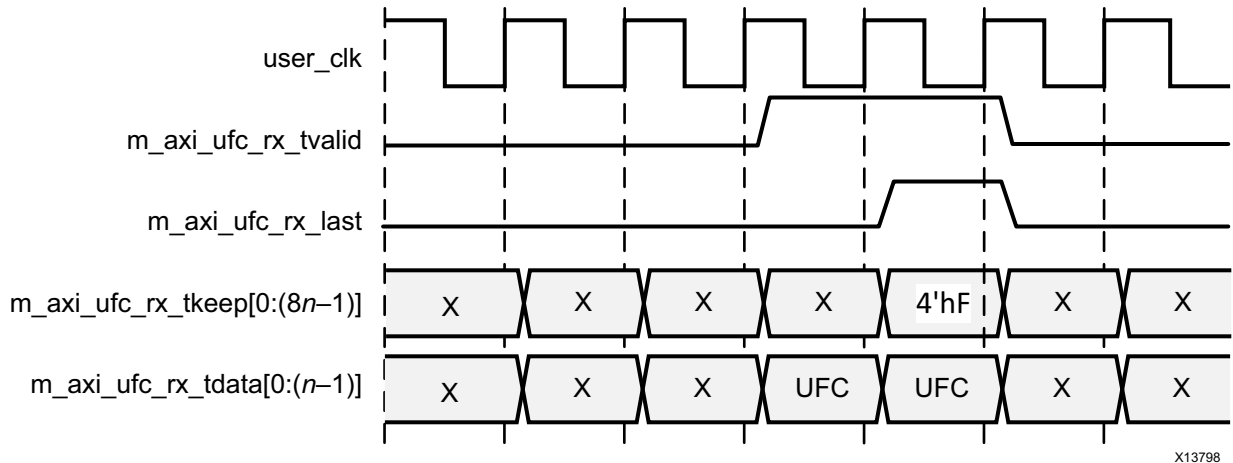 user_clk
m_axi_ufc_rx_tvalid
m_axi_ufc_rx_last
m_axi_ufc_rx_tkeep[0:(8n–1)] X X X X 4'hF X X
m_axi_ufc_rx_tdata[0:(n–1)] X X X UFC UFC X X
X13798